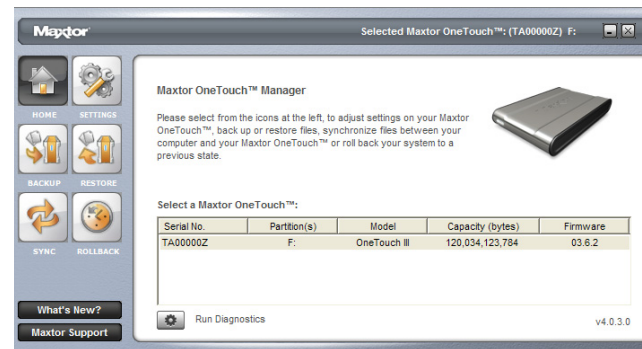 Maxtor
Selected Maxtor OneTouch™: (TA00000Z) F:
HOME SETTINGS
BACKUP RESTORE
SYNC ROLLBACK
What's New?
Maxtor Support
Maxtor OneTouch™ Manager
Please select from the icons at the left, to adjust settings on your Maxtor
OneTouch™, back up or restore files, synchronize files between your
computer and your Maxtor OneTouch™ or roll back your system to a
previous state.
Select a Maxtor OneTouch™:
Serial No. Partition(s) Model Capacity (bytes) Firmware
TA00000Z F: OneTouch III 120,034,123,784 03.6.2
Run Diagnostics
v4.0.3.0